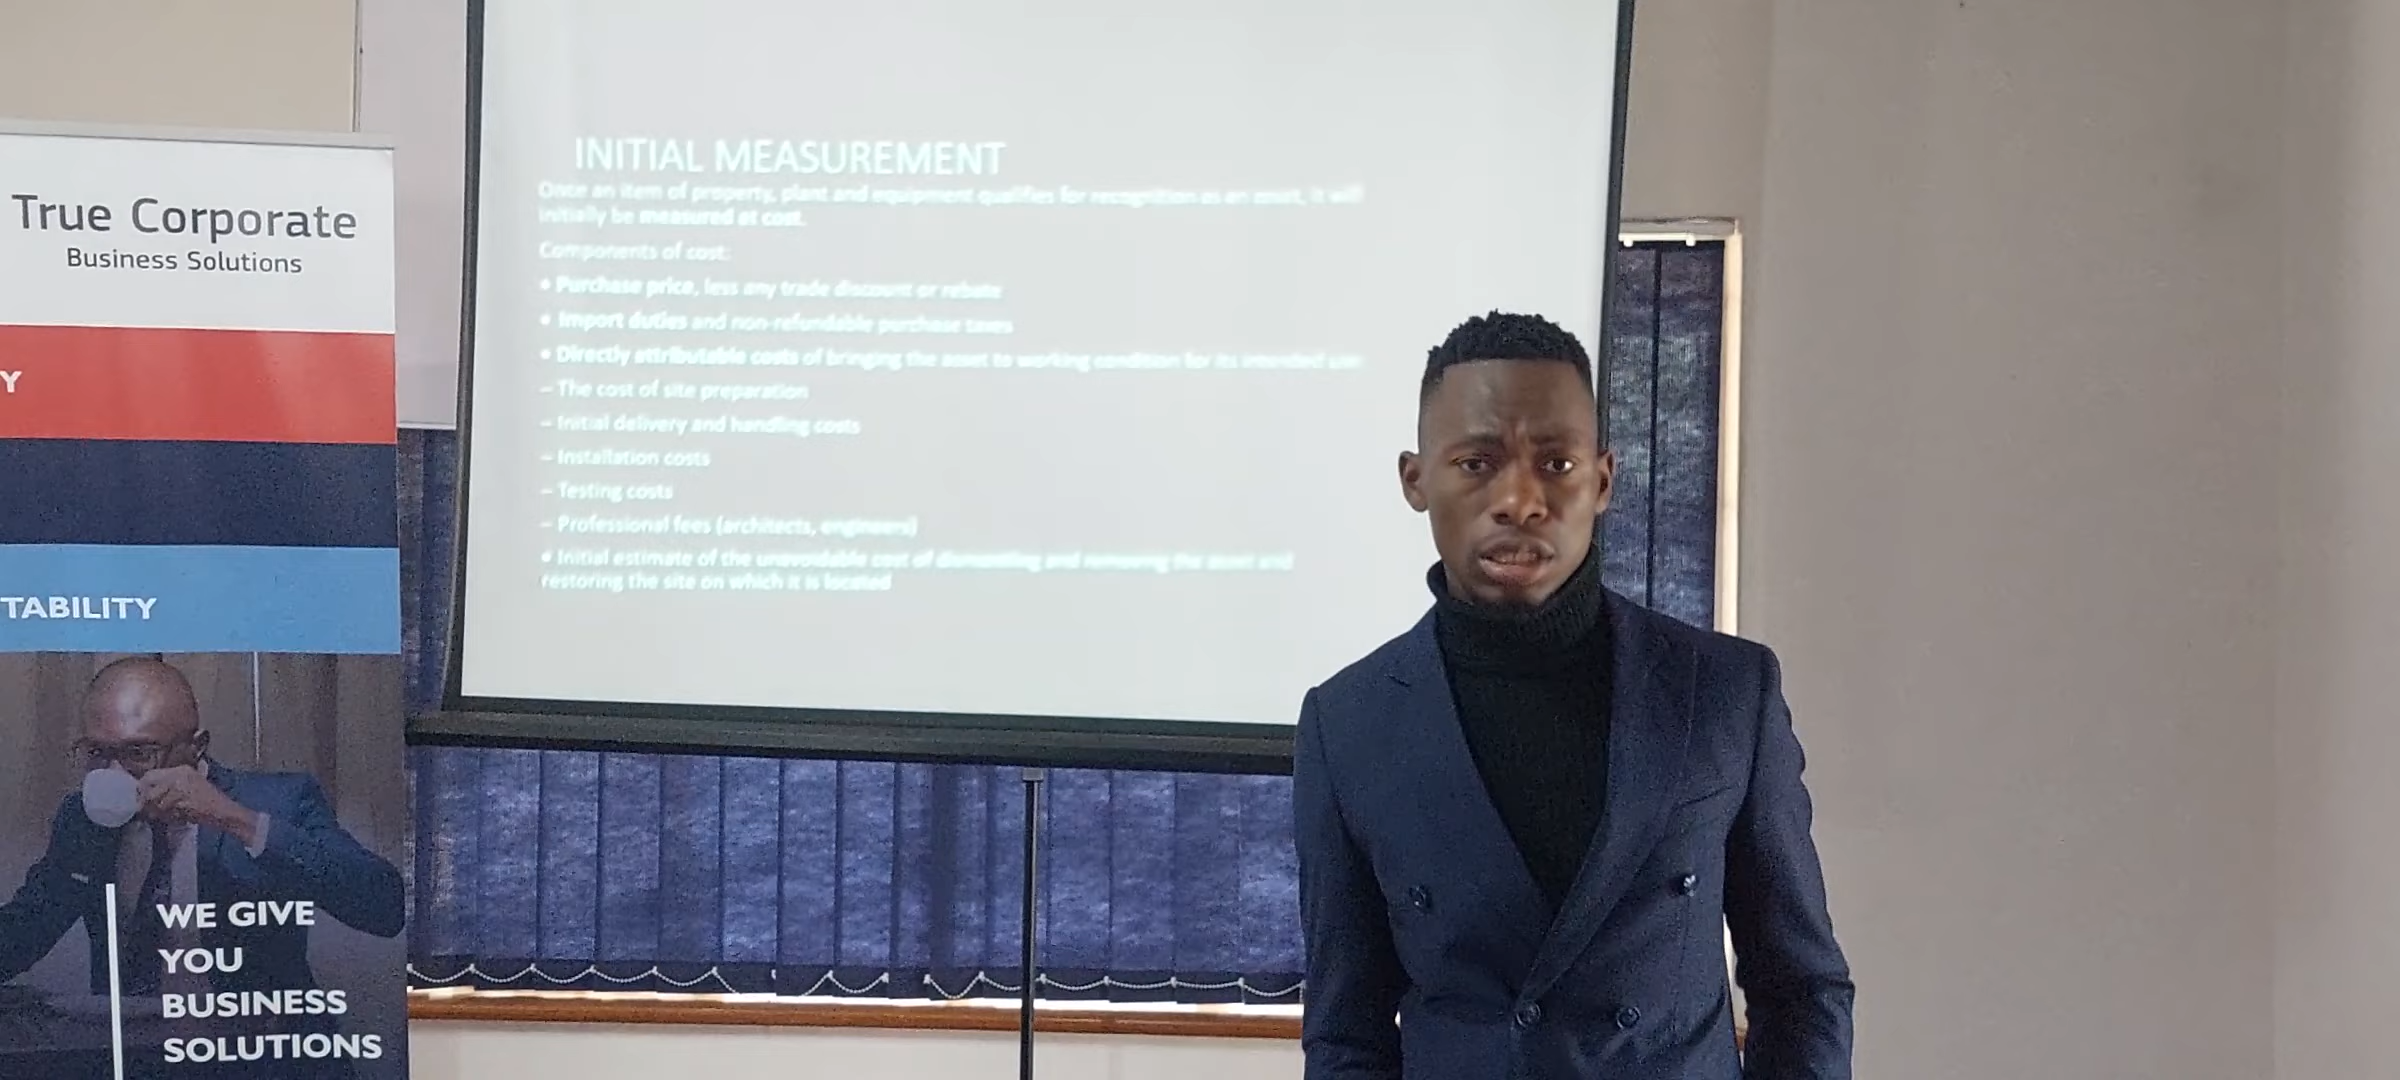 True Corporate
Business Solutions
Y
TABILITY
WE GIVE
YOU
BUSINESS
SOLUTIONS
INITIAL MEASUREMENT
Once an item of property, plant and equipment qualifies for recognition as an asset, it will
initially be measured at cost.
Components of cost:
• Purchase price, less any trade discount or rebate
• Import duties and non-refundable purchase taxes
• Directly attributable costs of bringing the asset to working condition for its intended use:
– The cost of site preparation
– Initial delivery and handling costs
– Installation costs
– Testing costs
– Professional fees (architects, engineers)
• Initial estimate of the unavoidable cost of dismantling and removing the asset and
restoring the site on which it is located